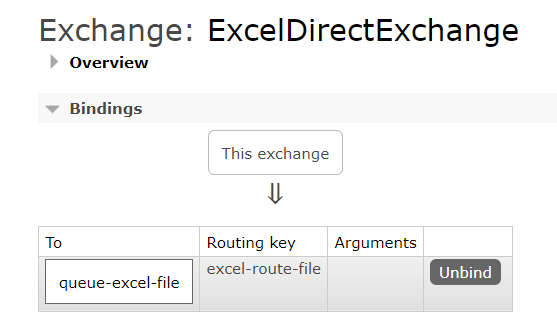 Exchange: ExcelDirectExchange
Overview
Bindings
This exchange
⇓
To Routing key Arguments
queue-excel-file excel-route-file Unbind